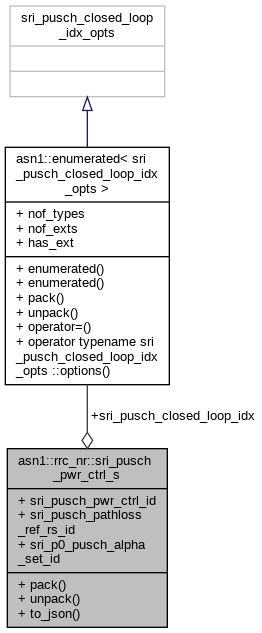 sri_pusch_closed_loop
_idx_opts
asn1::enumerated< sri
_pusch_closed_loop_idx
_opts >
+ nof_types
+ nof_exts
+ has_ext
+ enumerated()
+ enumerated()
+ pack()
+ unpack()
+ operator=()
+ operator typename sri
_pusch_closed_loop_idx
_opts ::options()
+sri_pusch_closed_loop_idx
asn1::rrc_nr::sri_pusch
_pwr_ctrl_s
+ sri_pusch_pwr_ctrl_id
+ sri_pusch_pathloss
_ref_rs_id
+ sri_p0_pusch_alpha
_set_id
+ pack()
+ unpack()
+ to_json()